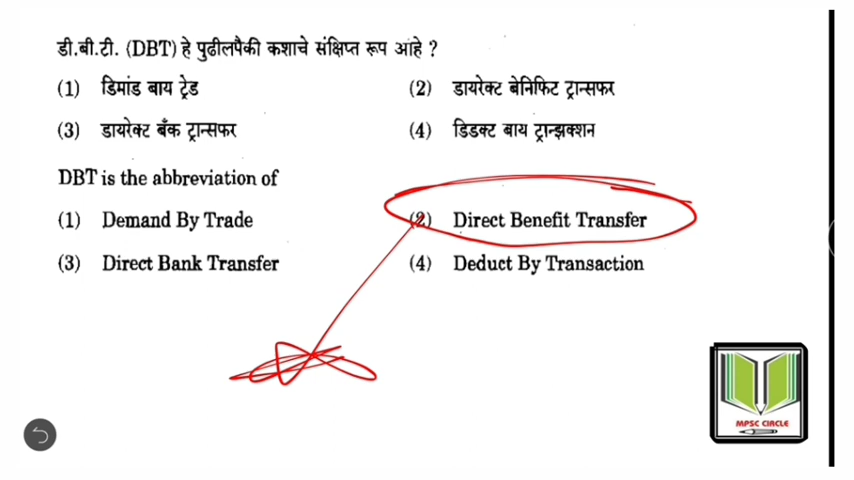 डी.बी.टी. (DBT) हे पुढीलपैकी कशाचे संक्षिप्त रूप आहे ?
(1) डिमांड बाय ट्रेड (2) डायरेक्ट बेनिफिट ट्रान्सफर
(3) डायरेक्ट बँक ट्रान्सफर (4) डिडक्ट बाय ट्रान्झक्शन
DBT is the abbreviation of
(1) Demand By Trade (2) Direct Benefit Transfer
(3) Direct Bank Transfer (4) Deduct By Transaction
MPSC CIRCLE